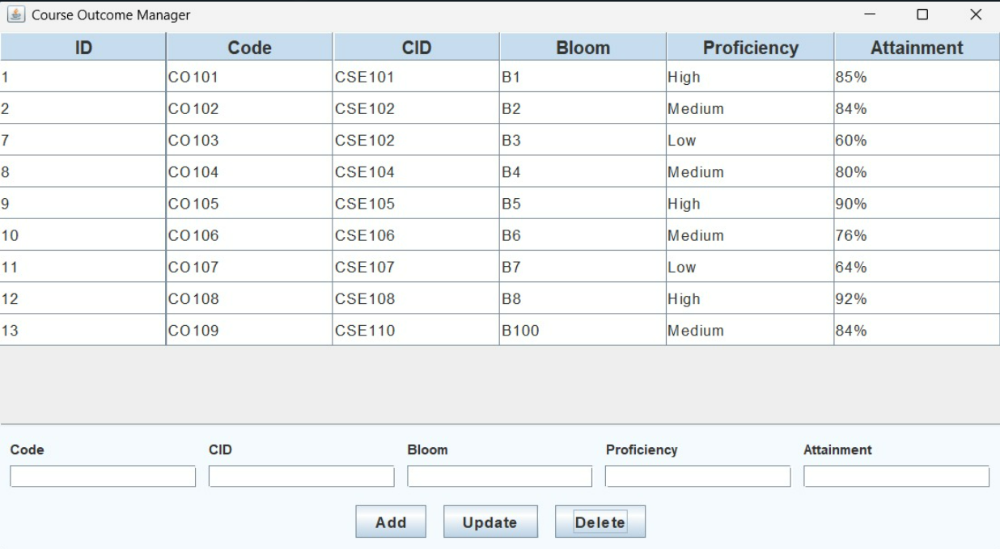 Course Outcome Manager
ID Code CID Bloom Proficiency Attainment
1 CO101 CSE101 B1 High 85%
2 CO102 CSE102 B2 Medium 84%
7 CO103 CSE102 B3 Low 60%
8 CO104 CSE104 B4 Medium 80%
9 CO105 CSE105 B5 High 90%
10 CO106 CSE106 B6 Medium 76%
11 CO107 CSE107 B7 Low 64%
12 CO108 CSE108 B8 High 92%
13 CO109 CSE110 B100 Medium 84%
Code CID Bloom Proficiency Attainment
Add Update Delete